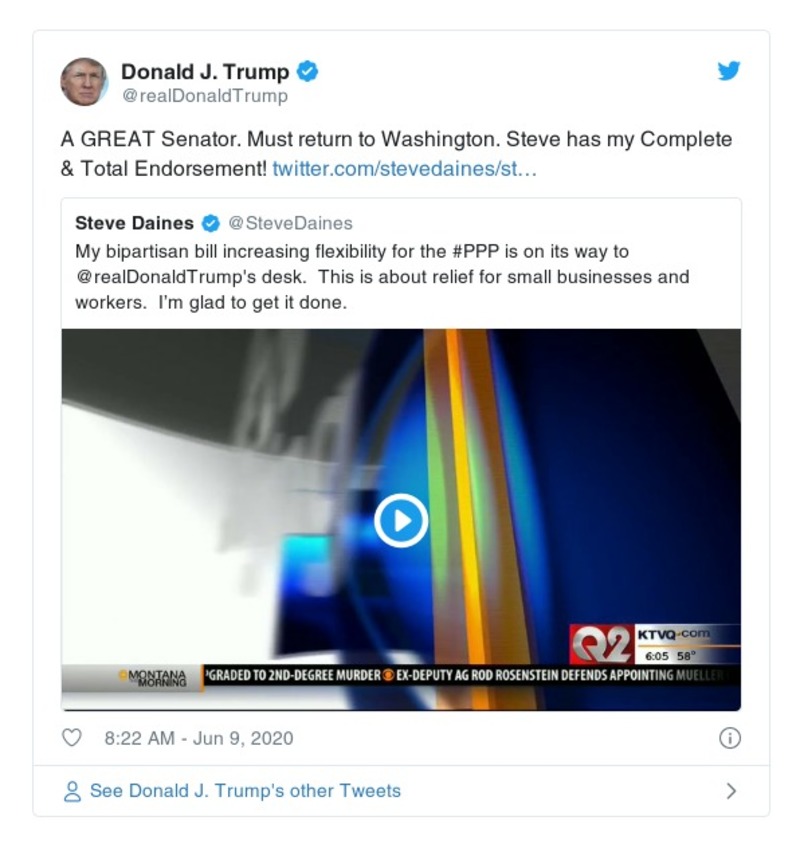 Donald J. Trump
@realDonaldTrump
A GREAT Senator. Must return to Washington. Steve has my Complete
& Total Endorsement! twitter.com/stevedaines/st…
Steve Daines @SteveDaines
My bipartisan bill increasing flexibility for the #PPP is on its way to
@realDonaldTrump's desk.  This is about relief for small businesses and
workers.  I'm glad to get it done.
Q2
KTVQ.com
6:05 58°
MONTANA
MORNING
'GRADED TO 2ND-DEGREE MURDER EX-DEPUTY AG ROD ROSENSTEIN DEFENDS APPOINTING MUELLER
8:22 AM - Jun 9, 2020
See Donald J. Trump's other Tweets